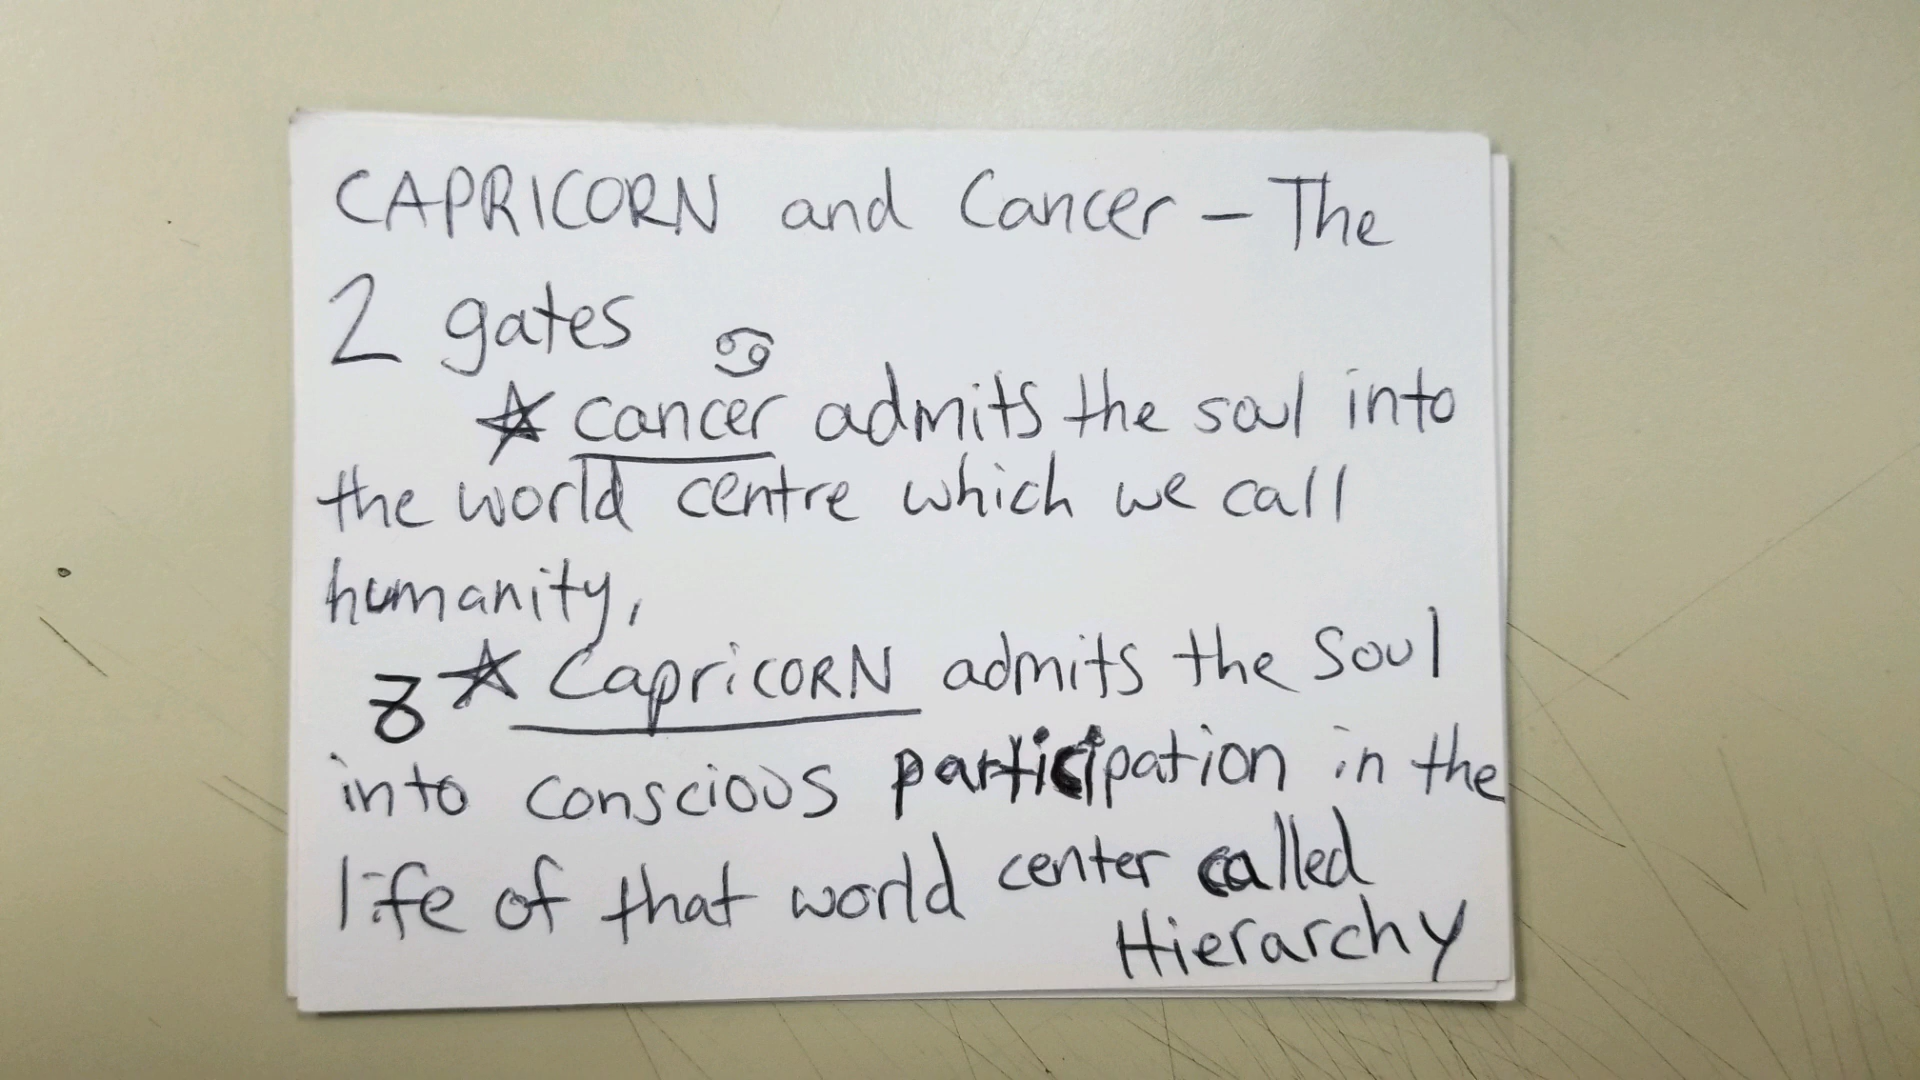 CAPRICORN and Cancer – The
2 gates ♋
☆ cancer admits the soul into
the world centre which we call
humanity,
♉ ☆ CapricORN admits the Soul
into conscious participation in the
life of that world center called
Hierarchy